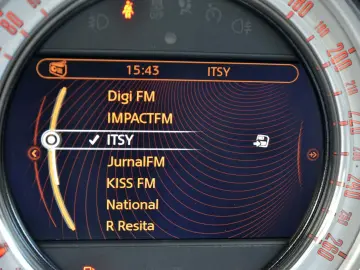 15:43 ITSY
Digi FM
IMPACTFM
ITSY
JurnalFM
KISS FM
National
R Resita